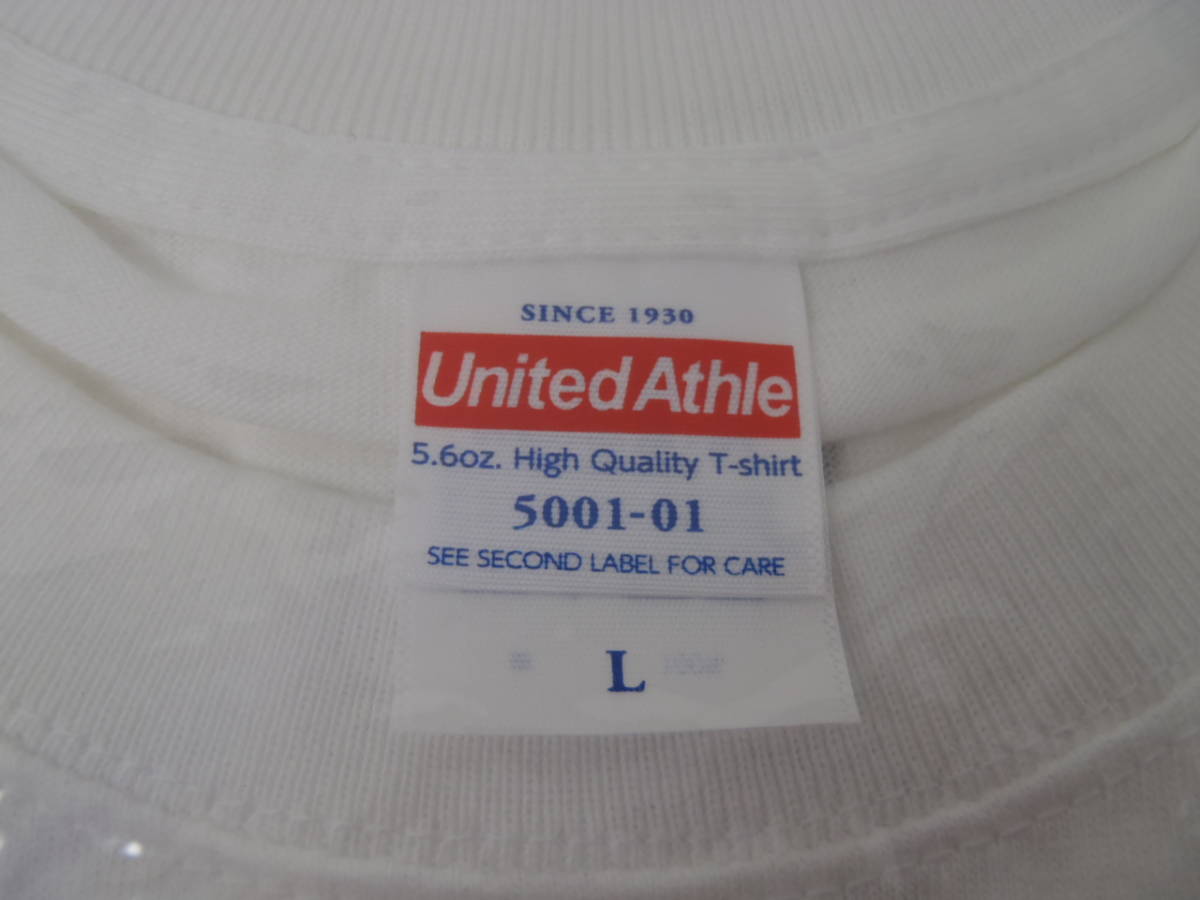 SINCE 1930
United Athle
5.6oz. High Quality T-shirt
5001-01
SEE SECOND LABEL FOR CARE
L